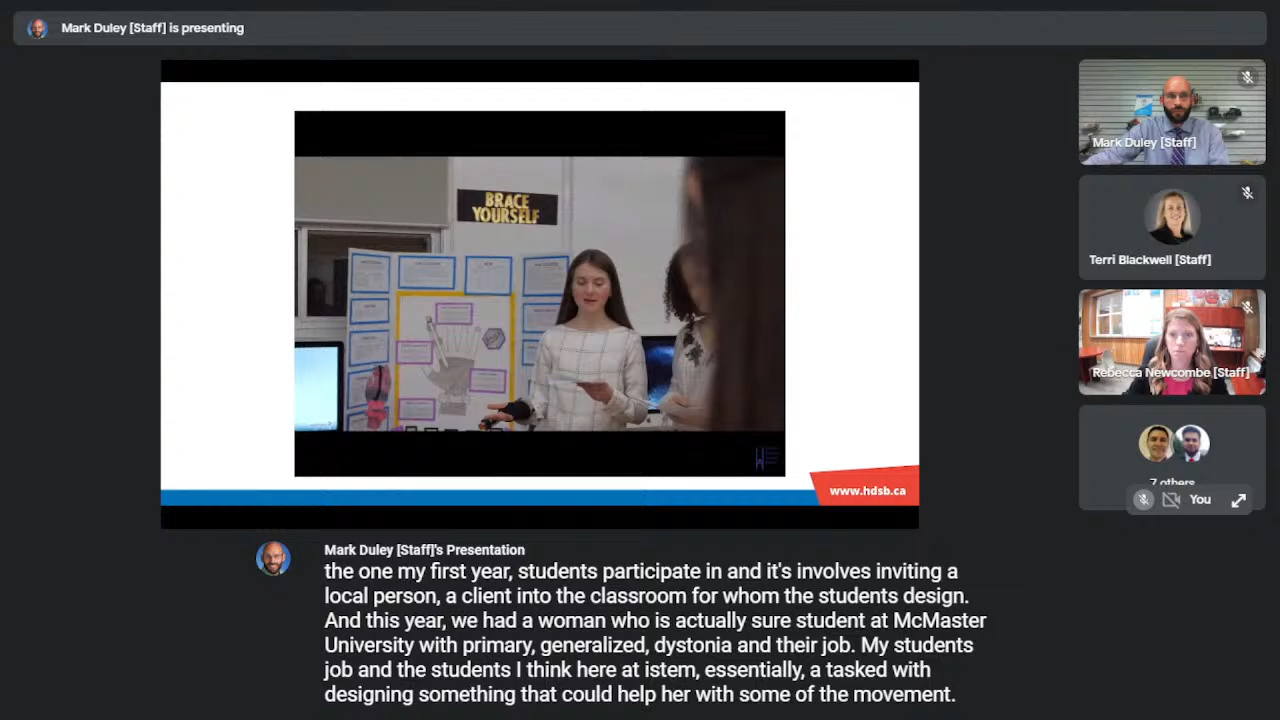 Mark Duley [Staff] is presenting
BRACE
YOURSELF
www.hdsb.ca
Mark Duley [Staff]
Terri Blackwell [Staff]
Rebecca Newcombe [Staff]
7 others
You
Mark Duley [Staff]'s Presentation
the one my first year, students participate in and it's involves inviting a
local person, a client into the classroom for whom the students design.
And this year, we had a woman who is actually sure student at McMaster
University with primary, generalized, dystonia and their job. My students
job and the students I think here at istem, essentially, a tasked with
designing something that could help her with some of the movement.